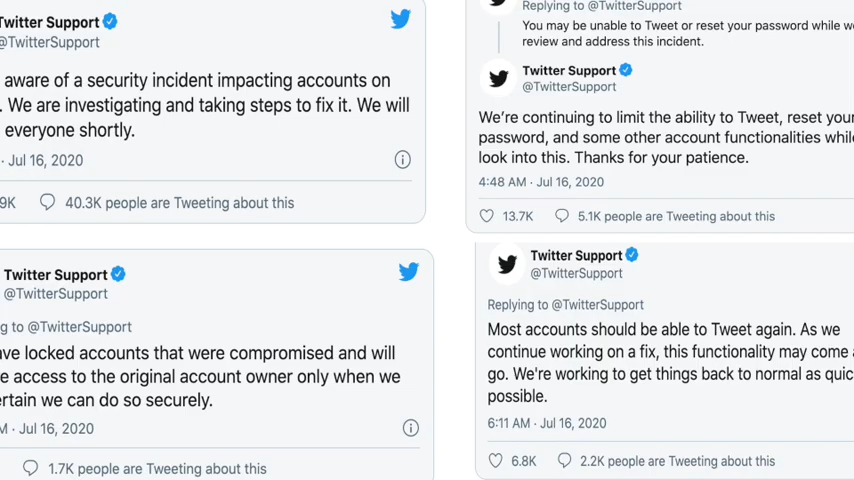 Twitter Support
@TwitterSupport
aware of a security incident impacting accounts on
. We are investigating and taking steps to fix it. We will
everyone shortly.
· Jul 16, 2020
9K 40.3K people are Tweeting about this
Replying to @TwitterSupport
You may be unable to Tweet or reset your password while we
review and address this incident.
Twitter Support
@TwitterSupport
We're continuing to limit the ability to Tweet, reset your
password, and some other account functionalities while
look into this. Thanks for your patience.
4:48 AM · Jul 16, 2020
13.7K 5.1K people are Tweeting about this
Twitter Support
@TwitterSupport
g to @TwitterSupport
ave locked accounts that were compromised and will
e access to the original account owner only when we
ertain we can do so securely.
M · Jul 16, 2020
1.7K people are Tweeting about this
Twitter Support
@TwitterSupport
Replying to @TwitterSupport
Most accounts should be able to Tweet again. As we
continue working on a fix, this functionality may come a
go. We're working to get things back to normal as quic
possible.
6:11 AM · Jul 16, 2020
6.8K 2.2K people are Tweeting about this